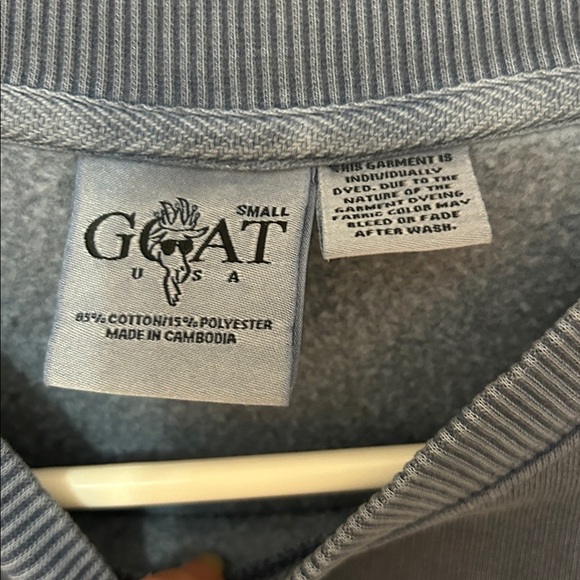 SMALL
GOAT
USA
85% COTTON/15% POLYESTER
MADE IN CAMBODIA
THIS GARMENT IS
INDIVIDUALLY
DYED. DUE TO THE
NATURE OF THE
GARMENT DYEING
FABRIC COLOR MAY
BLEED OR FADE
AFTER WASH.